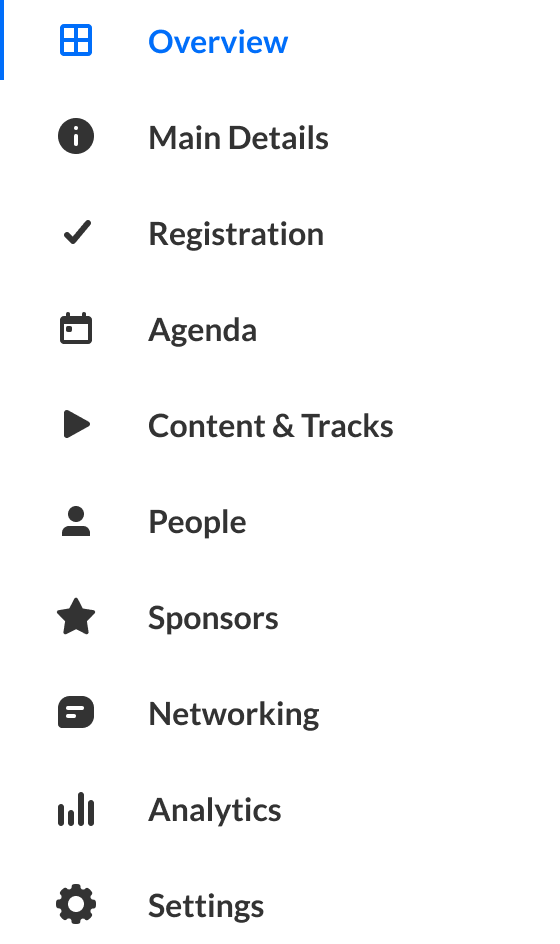 Overview
Main Details
Registration
Agenda
Content & Tracks
People
Sponsors
Networking
Analytics
Settings